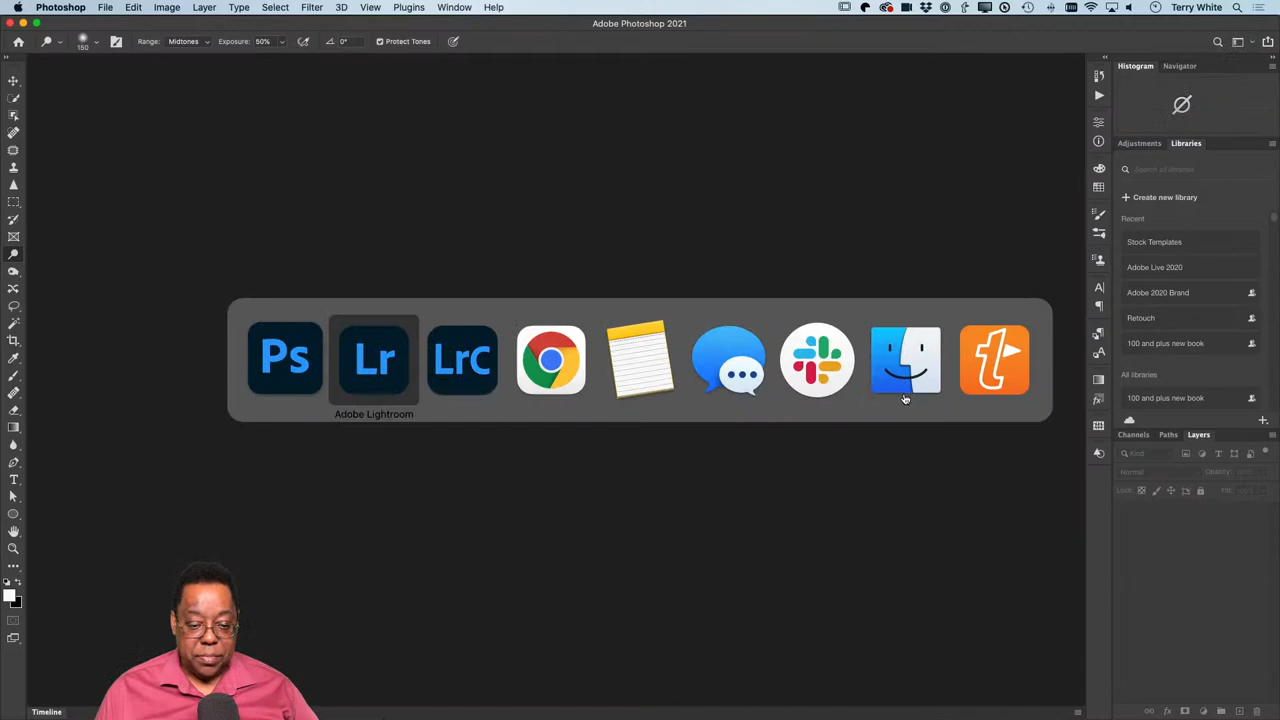 Photoshop File Edit Image Layer Type Select Filter 3D View Plugins Window Help Terry White
Adobe Photoshop 2021
150 Range: Midtones Exposure: 50% 0° Protect Tones
Histogram Navigator
Adjustments Libraries
Search all libraries
Create new library
Recent
Stock Templates
Adobe Live 2020
Adobe 2020 Brand
Retouch
100 and plus new book
All libraries
100 and plus new book
Ps Lr LrC
Adobe Lightroom
Channels Paths Layers
Kind
Normal Opacity:
Lock: Fill:
Timeline